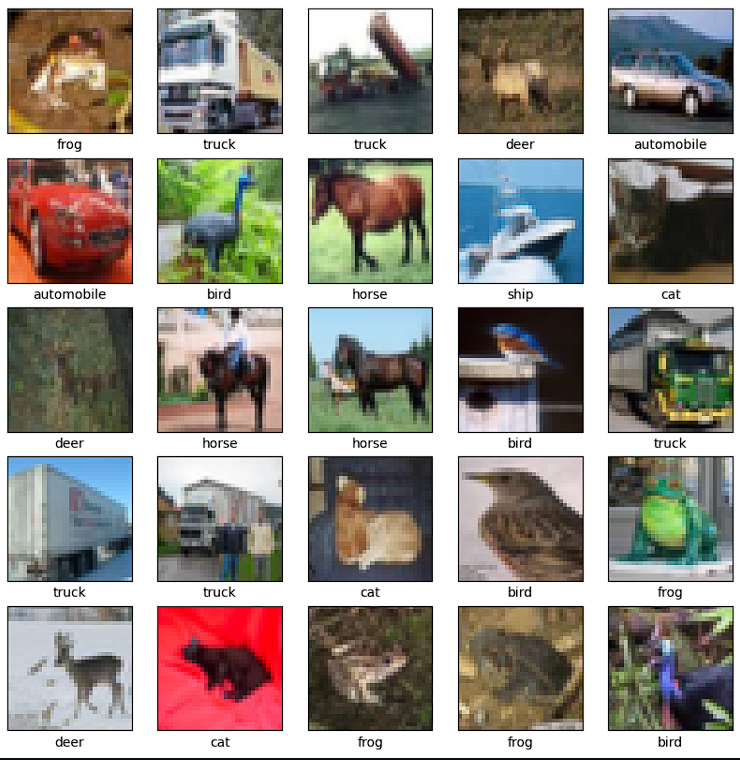 frog truck truck deer automobile
automobile bird horse ship cat
deer horse horse bird truck
truck truck cat bird frog
deer cat frog frog bird